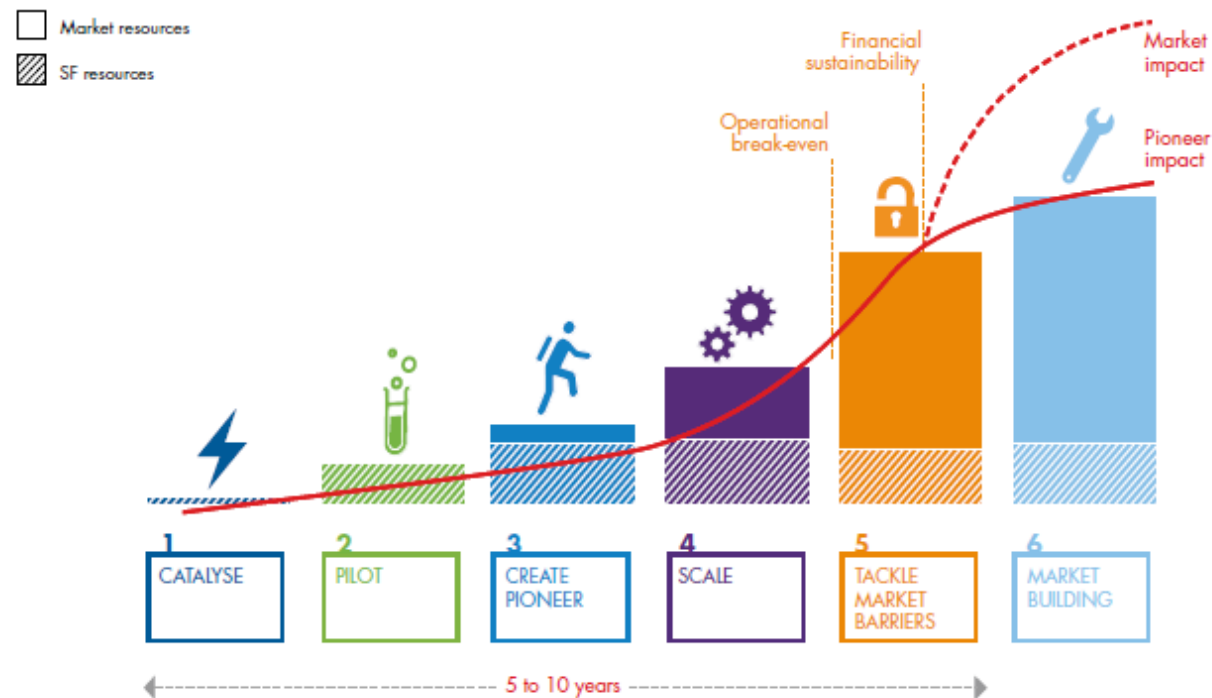 Market resources
SF resources
Financial
sustainability
Market
impact
Operational
break-even
Pioneer
impact
1
CATALYSE
2
PILOT
3
CREATE
PIONEER
4
SCALE
5
TACKLE
MARKET
BARRIERS
6
MARKET
BUILDING
5 to 10 years